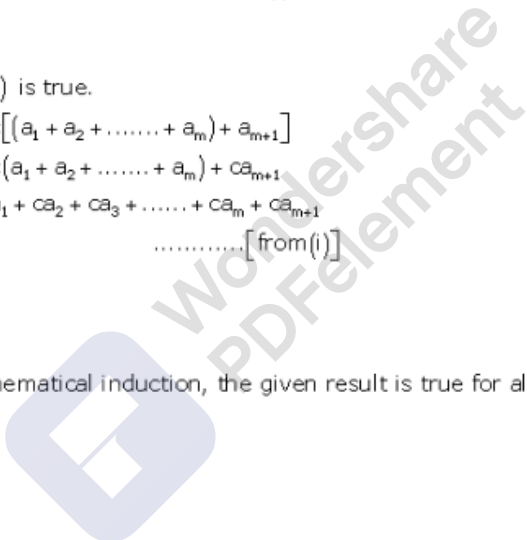 ) is true.
[(a₁ + a₂ + ....... + aₘ) + aₘ₊₁]
(a₁ + a₂ + ....... + aₘ) + caₘ₊₁
₁ + ca₂ + ca₃ + ...... + caₘ + caₘ₊₁
............[from(i)]
hematical induction, the given result is true for al
Wondershare
PDFelement